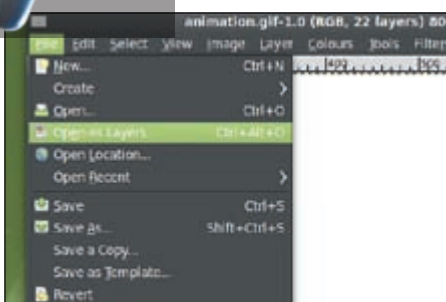 animation.gif-1.0 (RGB, 22 layers) 80
File Edit Select View Image Layer Colours Tools Filter
New... Ctrl+N
Create
Open... Ctrl+O
Open as Layers Ctrl+Alt+O
Open Location...
Open Recent
Save Ctrl+S
Save As... Shift+Ctrl+S
Save a Copy...
Save as Template...
Revert